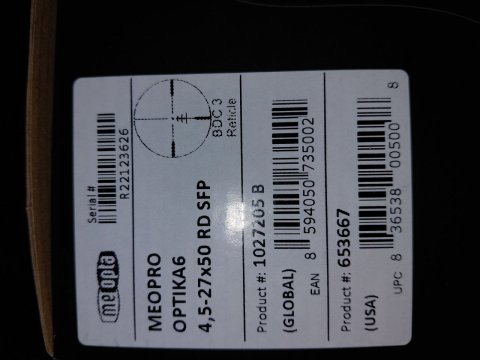 meopta
Serial #
R22123626
MEOPRO
OPTIKA6
4,5-27x50 RD SFP
BDC 3
Reticle
Product #: 1027205 B
(GLOBAL)
EAN 8 594050 735002
Product #: 653667
(USA)
UPC 8 36538 00500 8